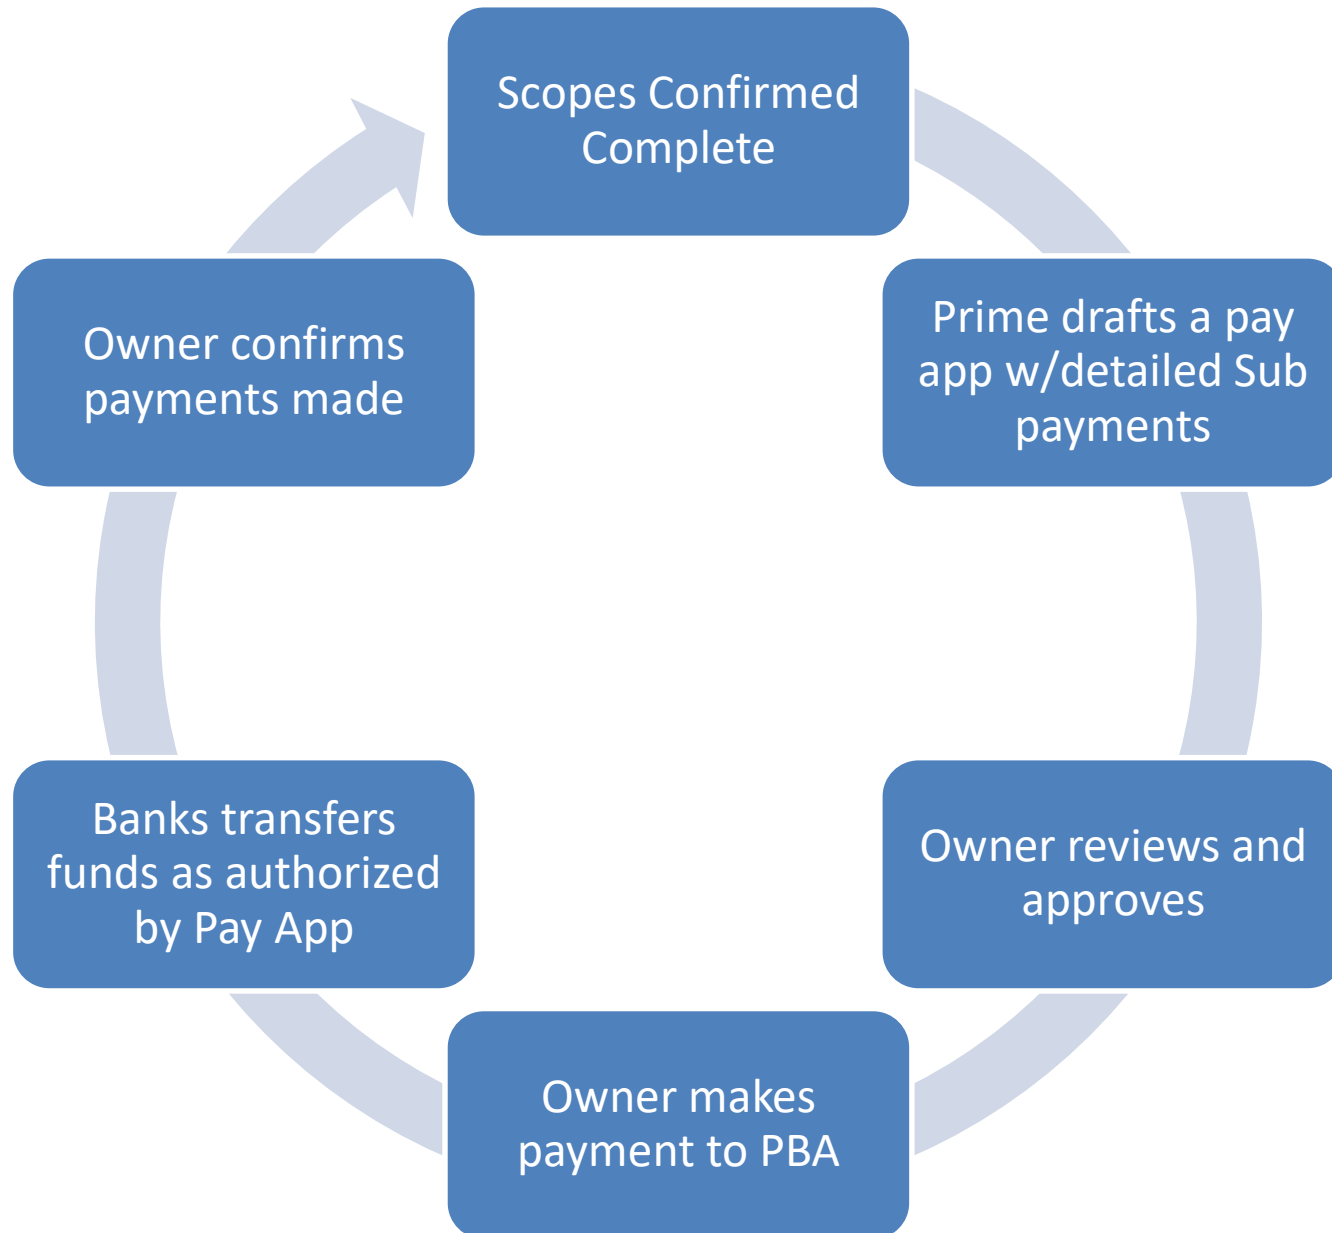 Scopes Confirmed
Complete
Prime drafts a pay
app w/detailed Sub
payments
Owner reviews and
approves
Owner makes
payment to PBA
Banks transfers
funds as authorized
by Pay App
Owner confirms
payments made